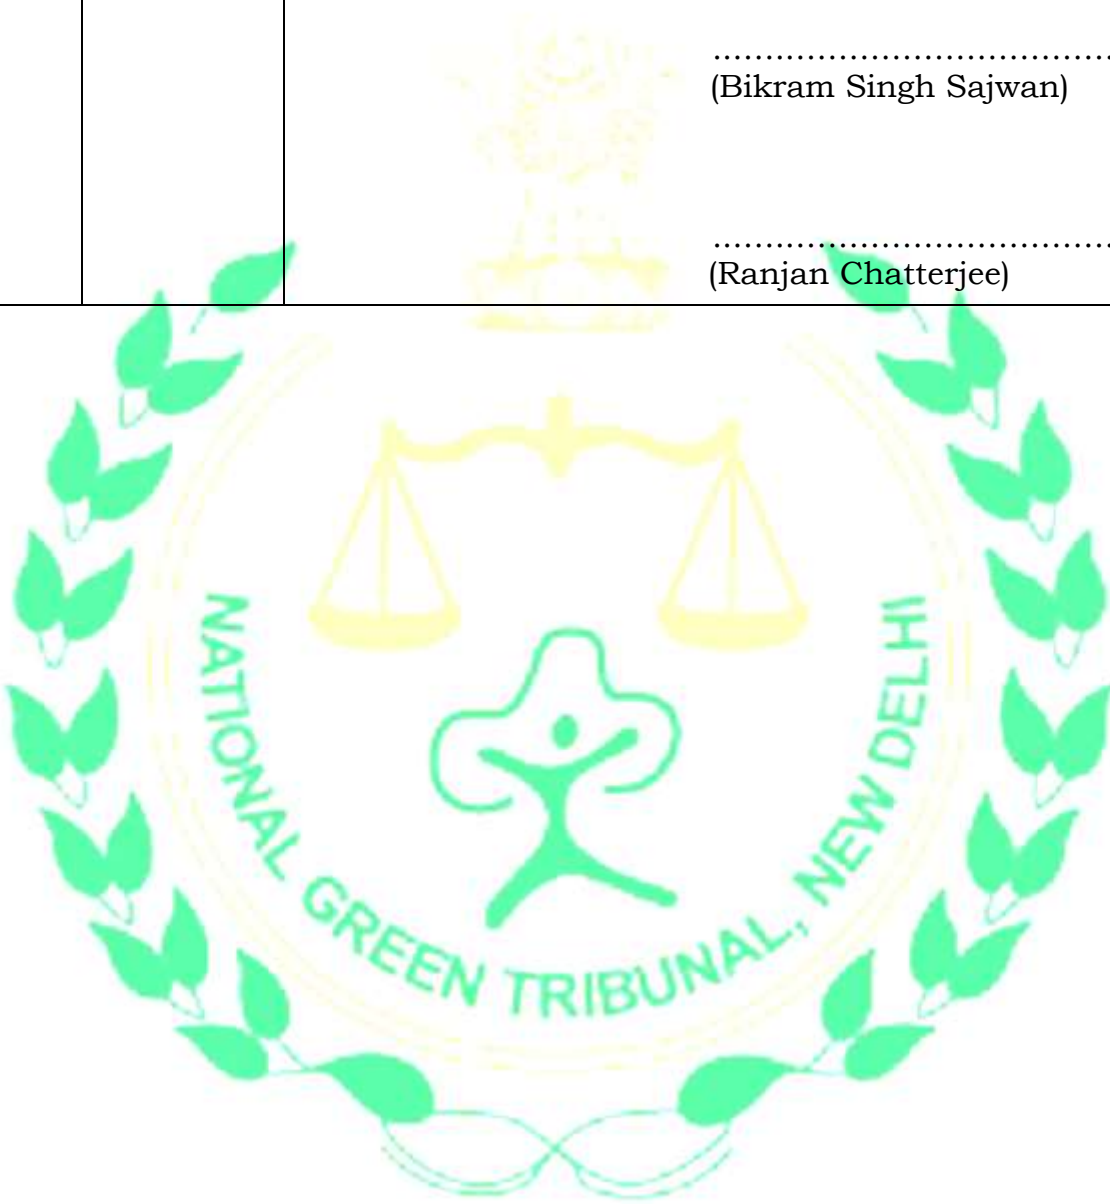 ……………………………………
(Bikram Singh Sajwan)
……………………………………
(Ranjan Chatterjee)
NATIONAL GREEN TRIBUNAL, NEW DELHI